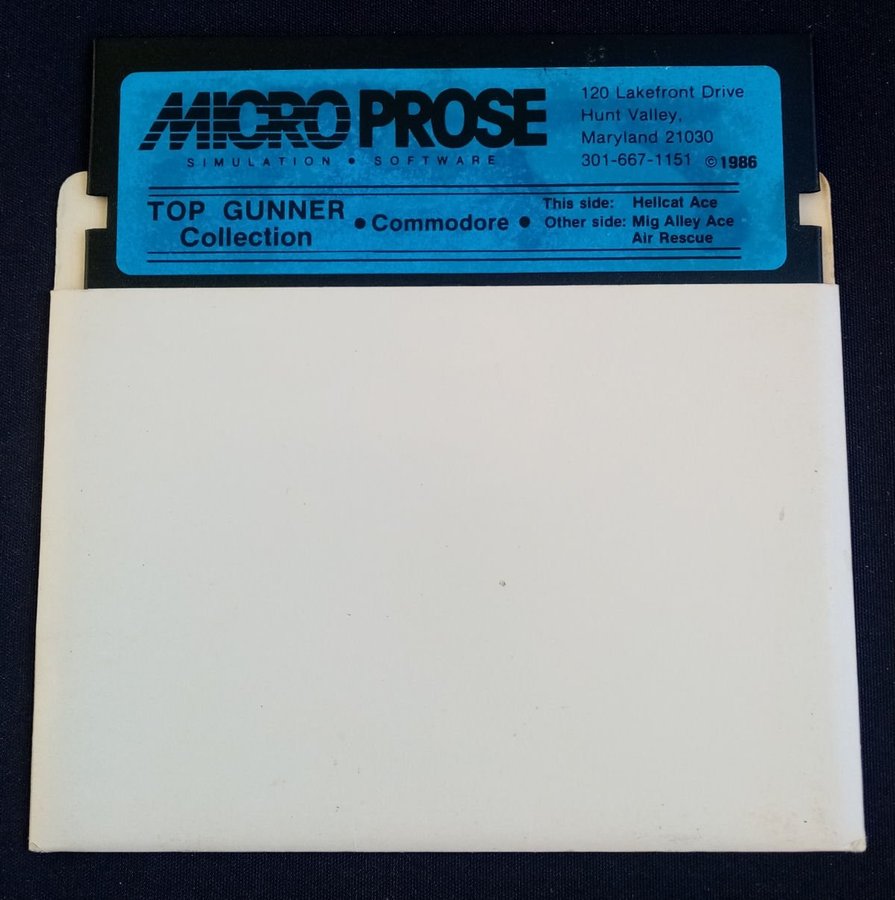 MICRO PROSE
SIMULATION • SOFTWARE
120 Lakefront Drive
Hunt Valley,
Maryland 21030
301-667-1151 ©1986
TOP GUNNER
Collection
• Commodore •
This side: Hellcat Ace
Other side: Mig Alley Ace
Air Rescue